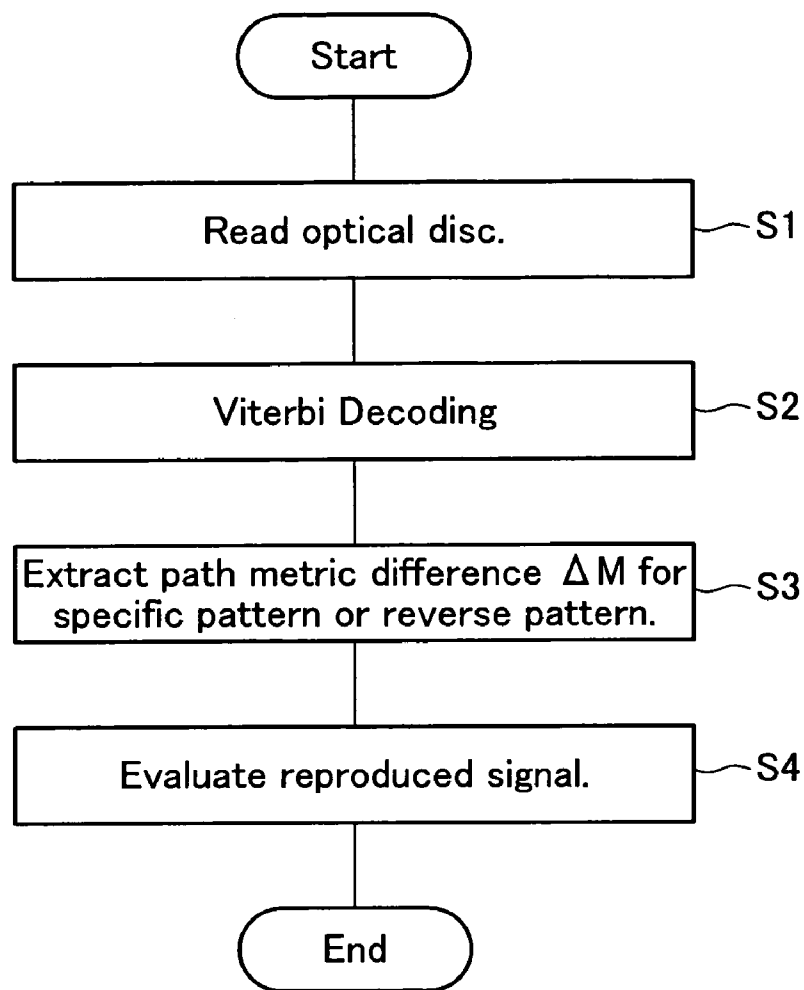 Start
Read optical disc.
S1
Viterbi Decoding
S2
Extract path metric difference ΔM for
specific pattern or reverse pattern.
S3
Evaluate reproduced signal.
S4
End